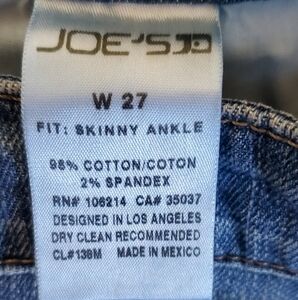 JOE'S JD
W 27
FIT: SKINNY ANKLE
98% COTTON/COTON
2% SPANDEX
RN# 106214 CA# 35037
DESIGNED IN LOS ANGELES
DRY CLEAN RECOMMENDED
CL#139M MADE IN MEXICO